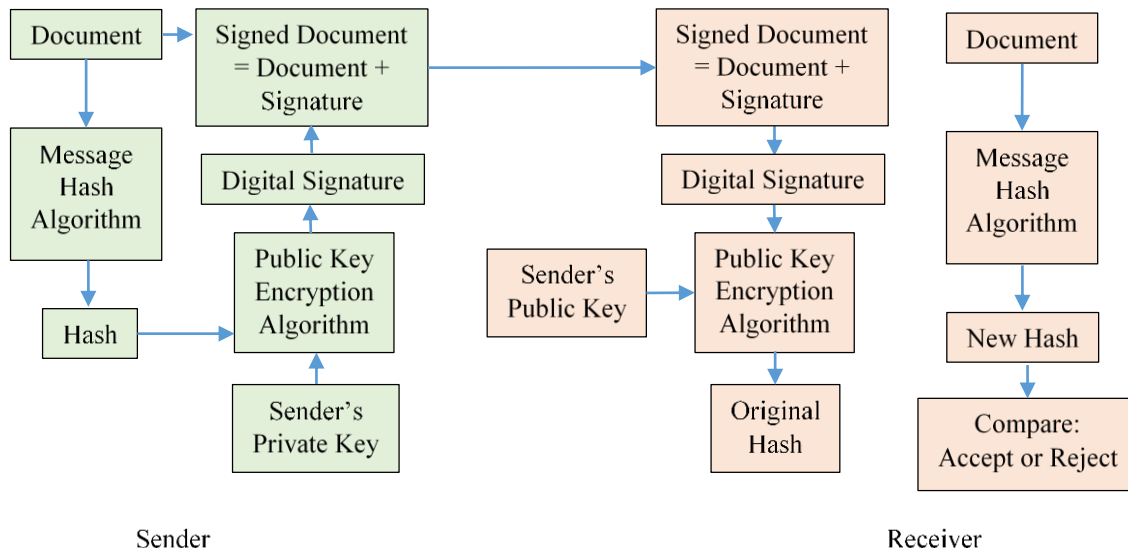 Document
Signed Document
= Document +
Signature
Message
Hash
Algorithm
Digital Signature
Public Key
Encryption
Algorithm
Hash
Sender’s
Private Key
Signed Document
= Document +
Signature
Digital Signature
Sender’s
Public Key
Public Key
Encryption
Algorithm
Original
Hash
Document
Message
Hash
Algorithm
New Hash
Compare:
Accept or Reject
Sender
Receiver